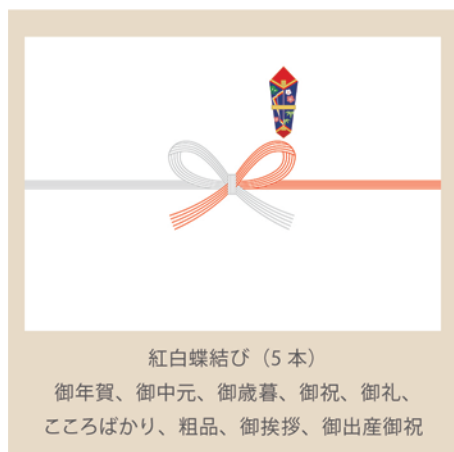 紅白蝶結び（5 本）
御年賀、御中元、御歳暮、御祝、御礼、
こころばかり、粗品、御挨拶、御出産御祝